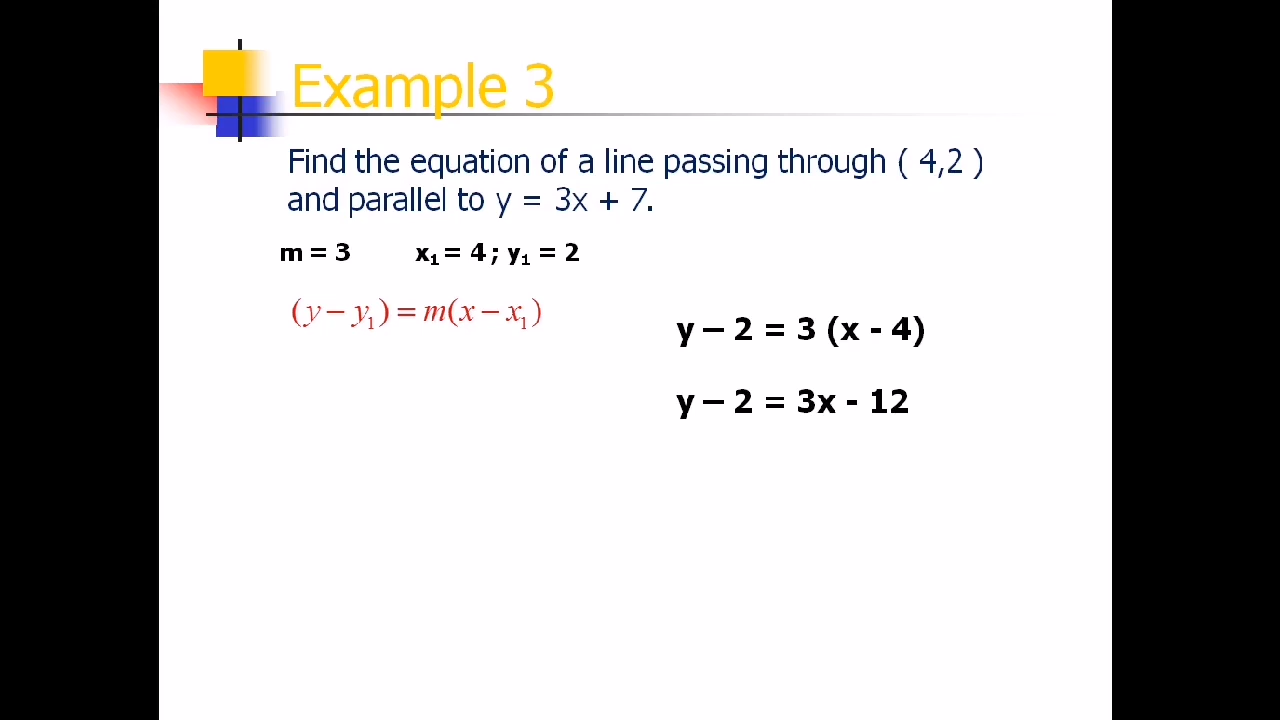 Example 3
Find the equation of a line passing through ( 4,2 )
and parallel to y = 3x + 7.
m = 3 x₁ = 4 ; y₁ = 2
(y − y₁) = m(x − x₁)
y – 2 = 3 (x - 4)
y – 2 = 3x - 12